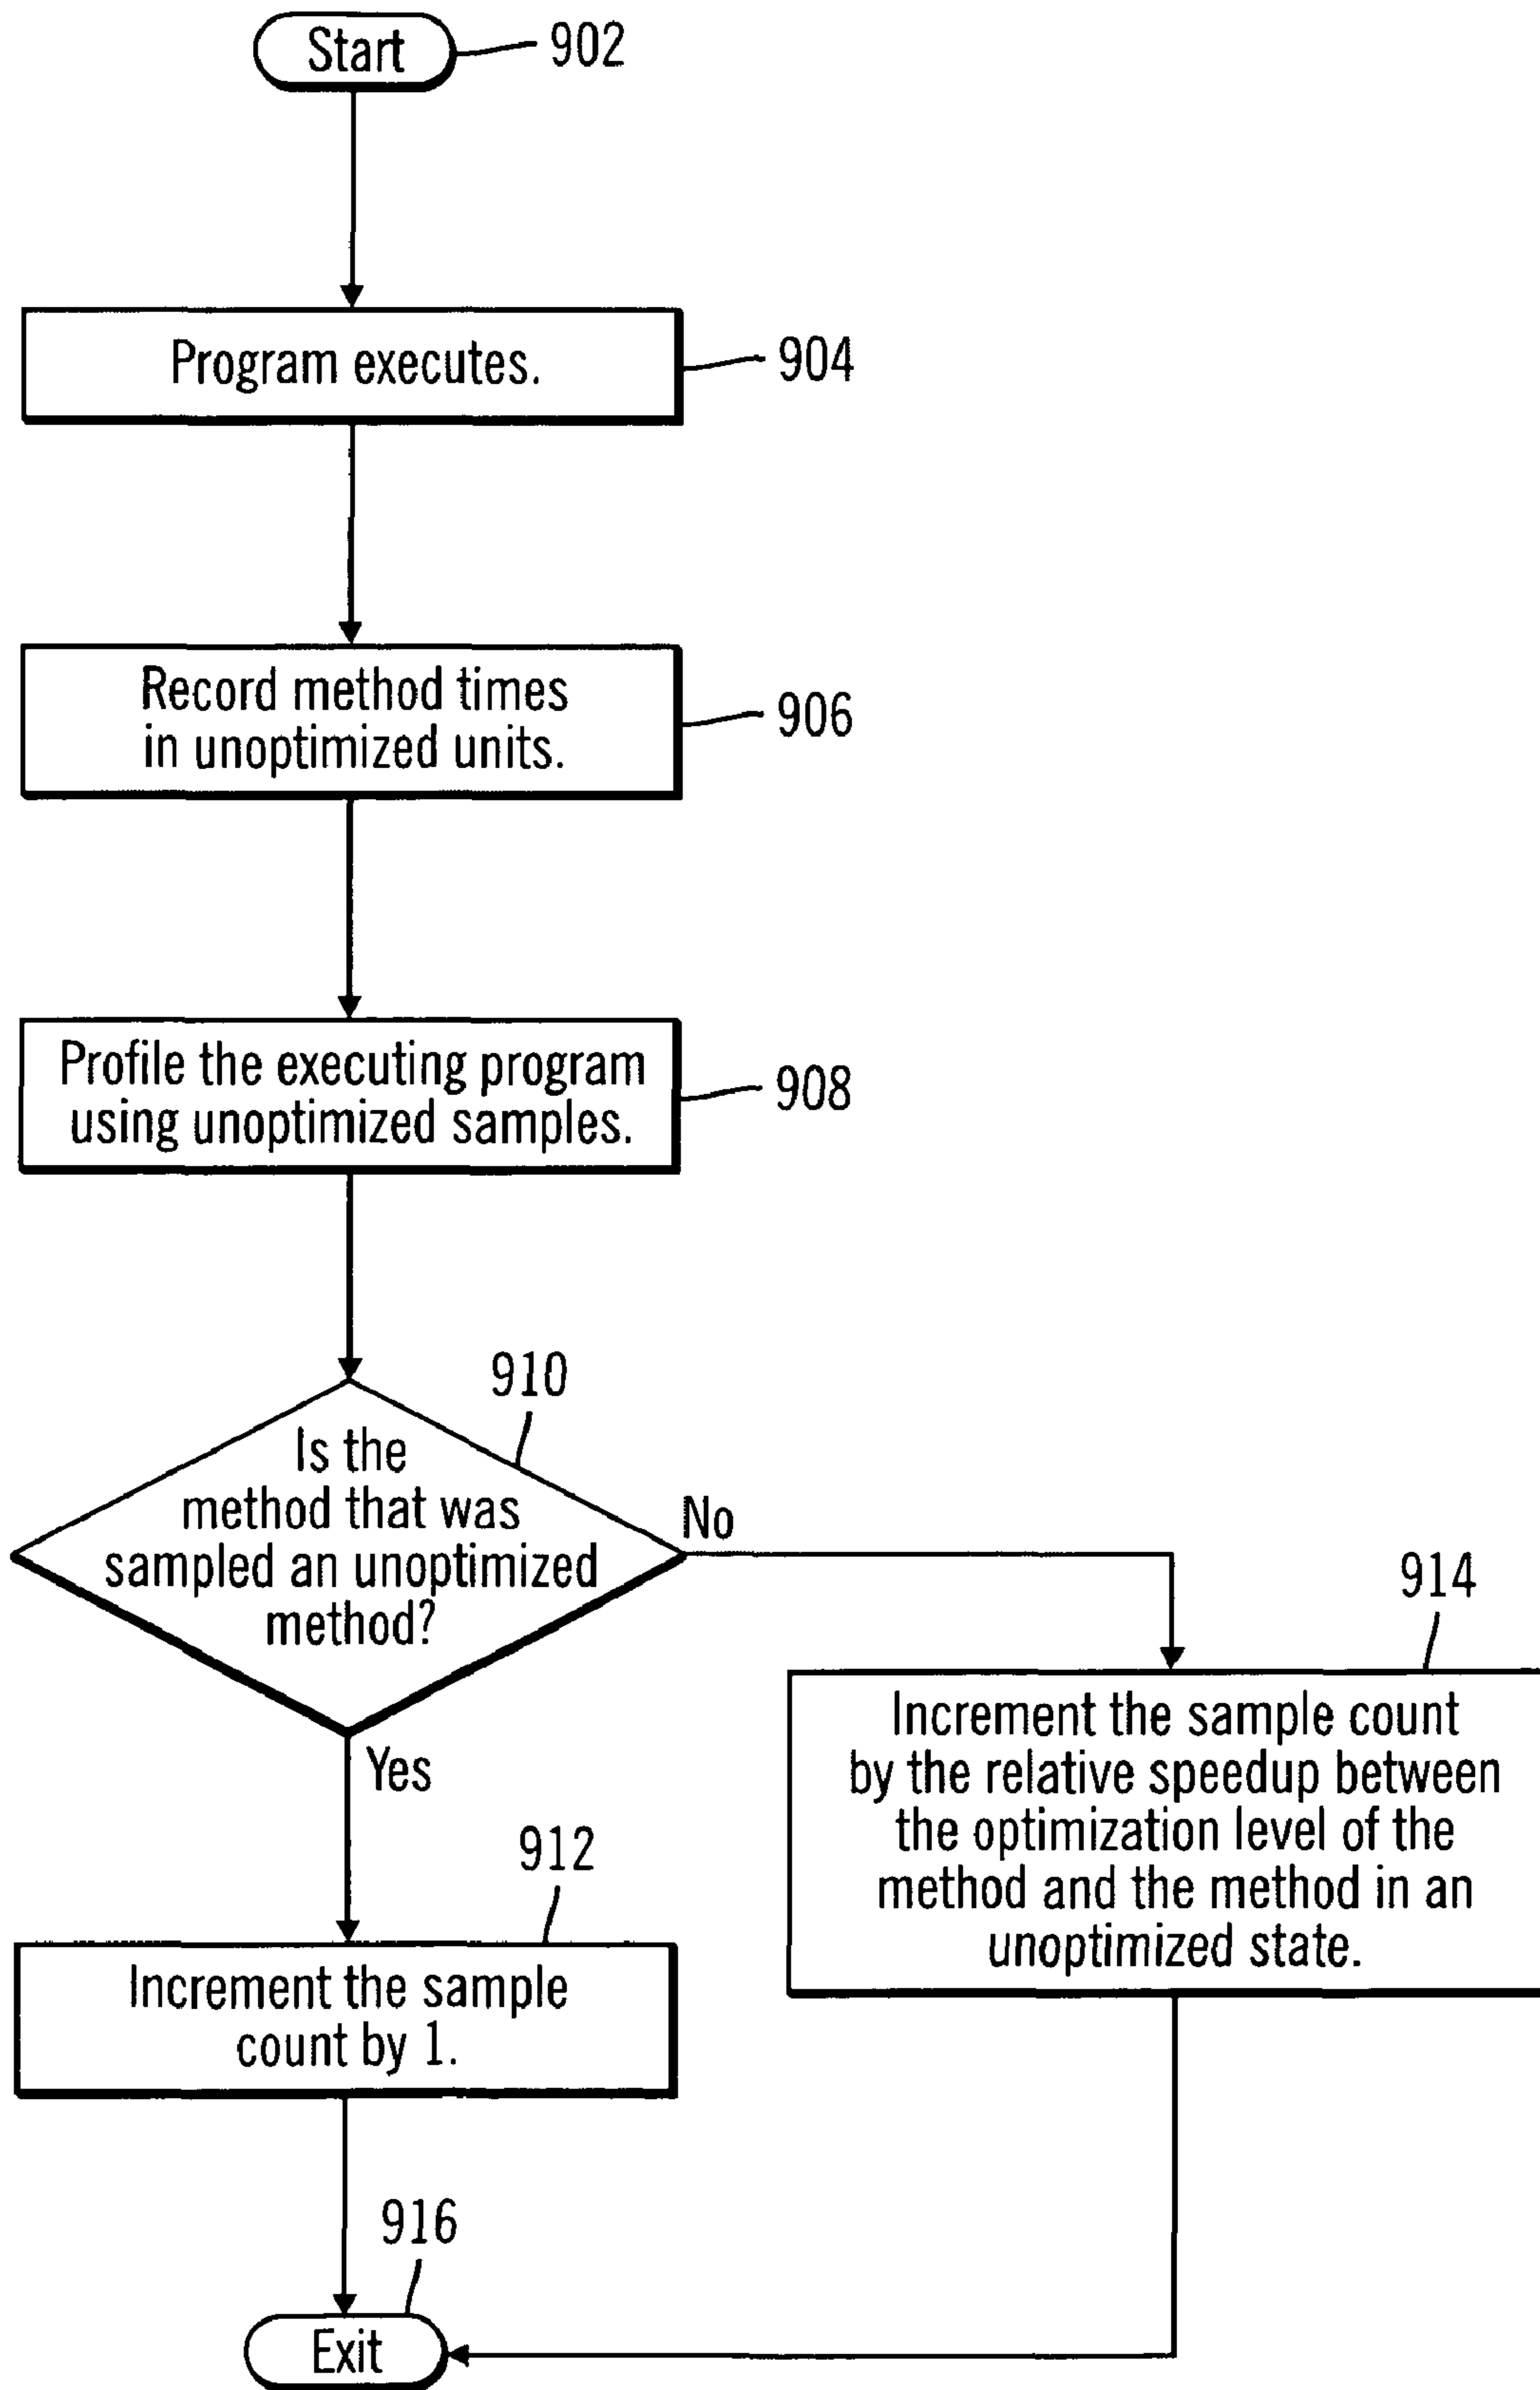 Start
902
Program executes.
904
Record method times
in unoptimized units.
906
Profile the executing program
using unoptimized samples.
908
910
Is the
method that was
sampled an unoptimized
method?
No
Yes
914
Increment the sample count
by the relative speedup between
the optimization level of the
method and the method in an
unoptimized state.
912
Increment the sample
count by 1.
916
Exit